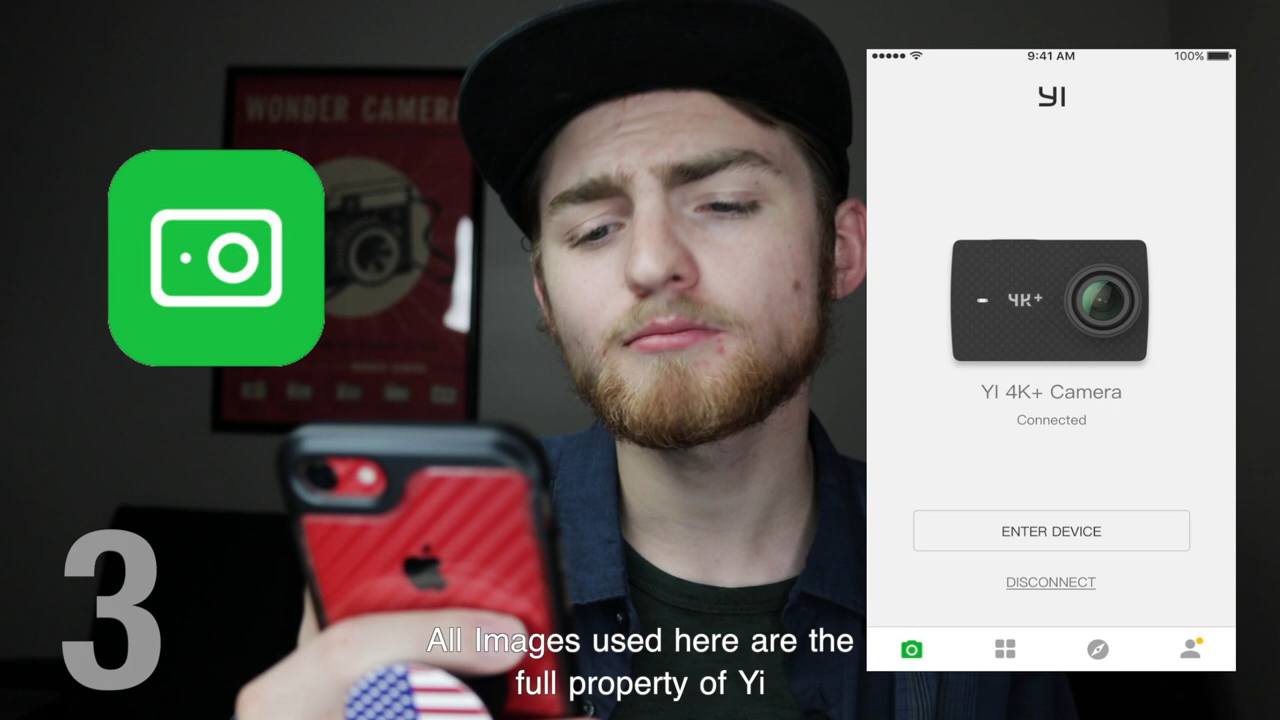 WONDER CAMERA
9:41 AM
100%
YI
4K+
YI 4K+ Camera
Connected
ENTER DEVICE
DISCONNECT
3
All Images used here are the
full property of Yi